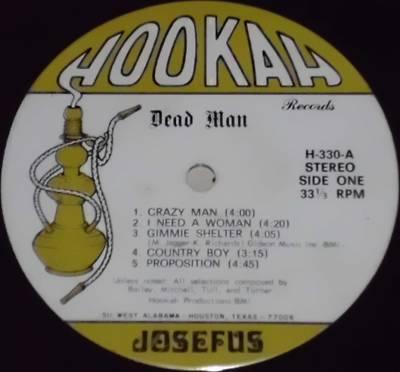 HOOKAH
Records
Dead Man
H-330-A
STEREO
SIDE ONE
33⅓ RPM
1. CRAZY MAN (4:00)
2. I NEED A WOMAN (4:20)
3. GIMMIE SHELTER (4:05)
(M. Jagger-K. Richards) Gideon Music Inc. (BMI)
4. COUNTRY BOY (3:15)
5. PROPOSITION (4:45)
Unless noted: All selections composed by
Bailey, Mitchell, Tull, and Turner
Hookah Productions (BMI)
511 WEST ALABAMA - HOUSTON, TEXAS - 77006
JOSEFUS